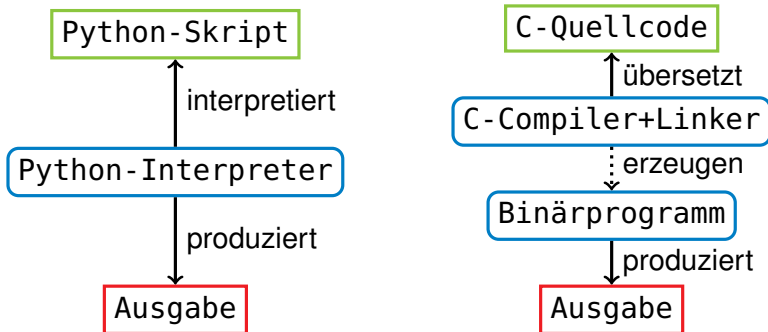 Python-Skript
interpretiert
Python-Interpreter
produziert
Ausgabe
C-Quellcode
übersetzt
C-Compiler+Linker
erzeugen
Binärprogramm
produziert
Ausgabe